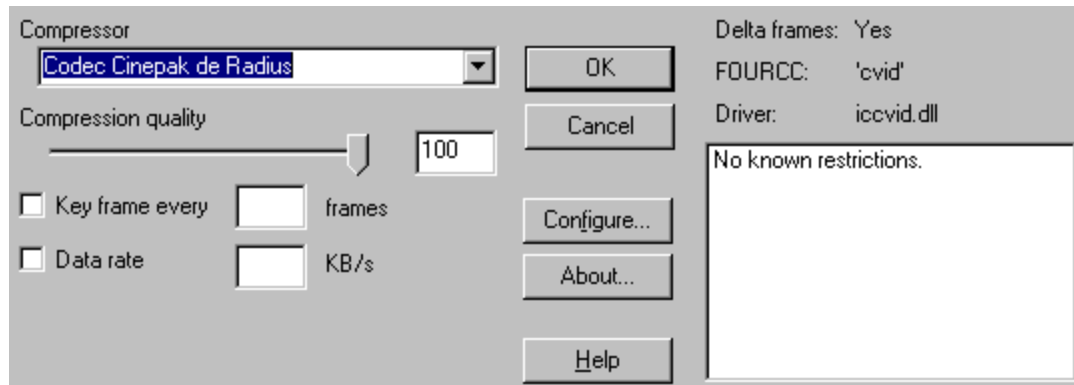 Compressor
Codec Cinepak de Radius
Compression quality
100
Key frame every frames
Data rate KB/s
OK
Cancel
Configure...
About...
Help
Delta frames: Yes
FOURCC: 'cvid'
Driver: iccvid.dll
No known restrictions.